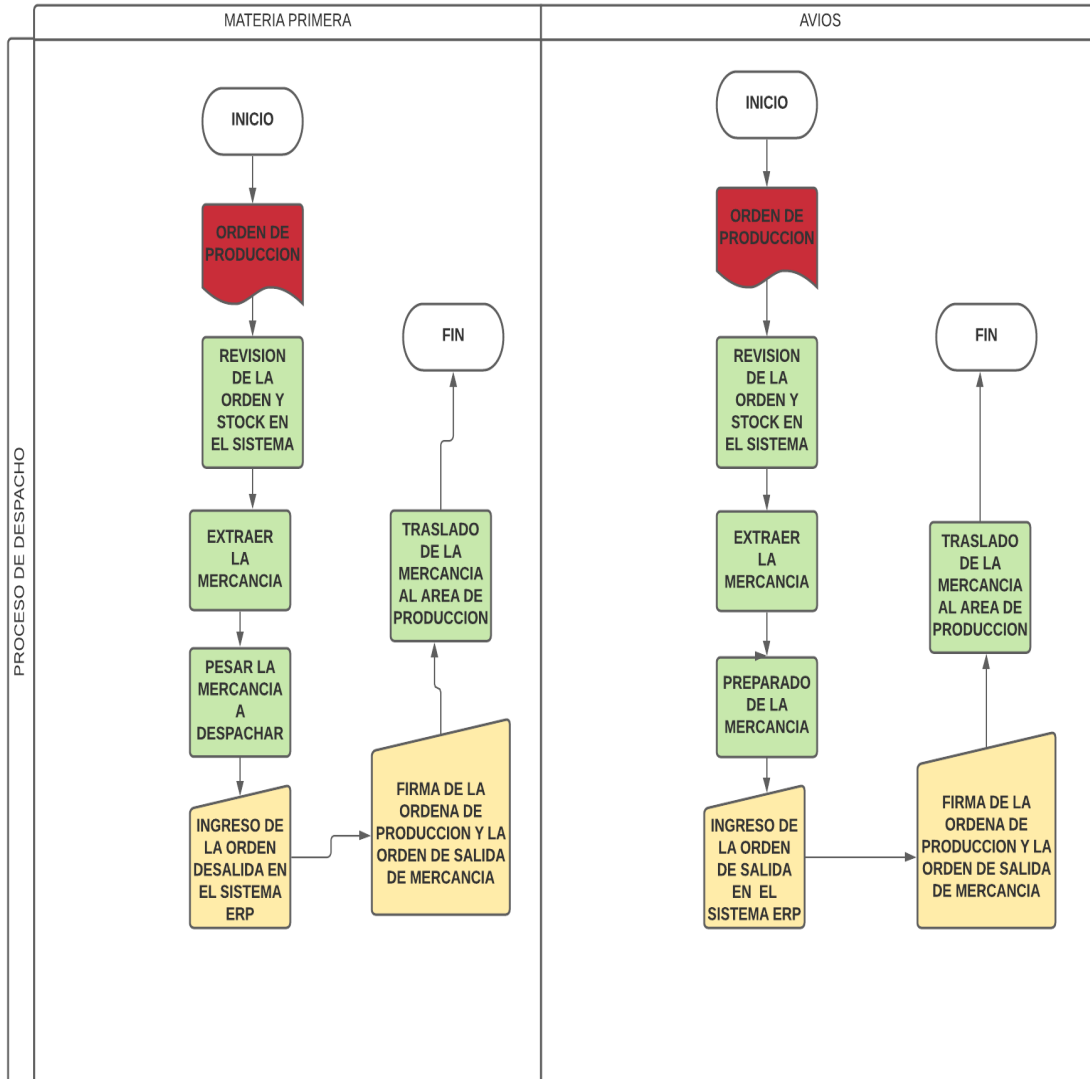 MATERIA PRIMERA
AVIOS
PROCESO DE DESPACHO
INICIO
ORDEN DE
PRODUCCION
REVISION
DE LA
ORDEN Y
STOCK EN
EL SISTEMA
EXTRAER
LA
MERCANCIA
PESAR LA
MERCANCIA
A
DESPACHAR
INGRESO DE
LA ORDEN
DESALIDA EN
EL SISTEMA
ERP
FIRMA DE LA
ORDENA DE
PRODUCCION Y LA
ORDEN DE SALIDA
DE MERCANCIA
TRASLADO
DE LA
MERCANCIA
AL AREA DE
PRODUCCION
FIN
INICIO
ORDEN DE
PRODUCCION
REVISION
DE LA
ORDEN Y
STOCK EN
EL SISTEMA
EXTRAER
LA
MERCANCIA
PREPARADO
DE LA
MERCANCIA
INGRESO DE
LA ORDEN
DE SALIDA
EN EL
SISTEMA ERP
FIRMA DE LA
ORDENA DE
PRODUCCION Y LA
ORDEN DE SALIDA
DE MERCANCIA
TRASLADO
DE LA
MERCANCIA
AL AREA DE
PRODUCCION
FIN